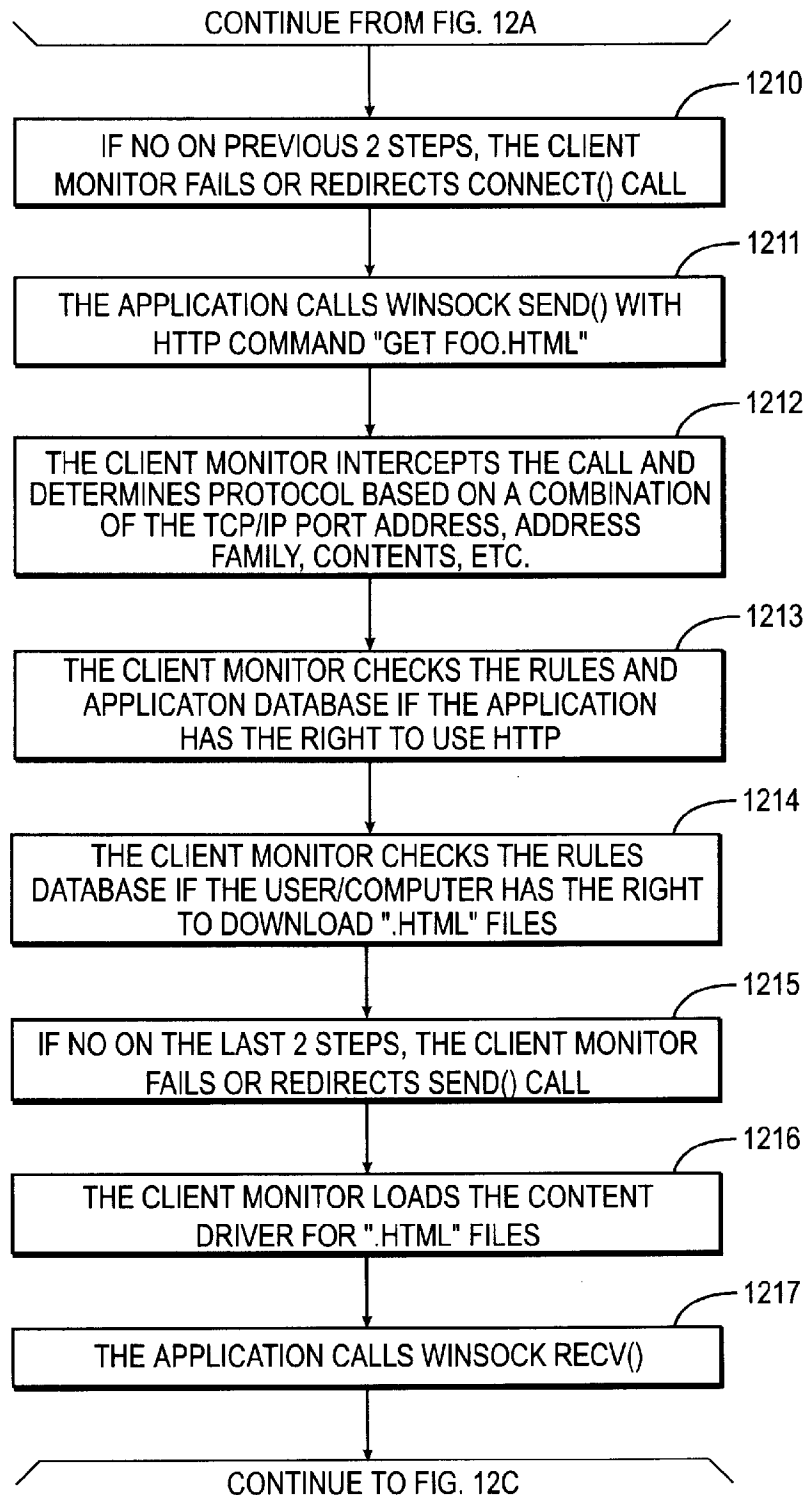 CONTINUE FROM FIG. 12A
1210
IF NO ON PREVIOUS 2 STEPS, THE CLIENT
MONITOR FAILS OR REDIRECTS CONNECT() CALL
1211
THE APPLICATION CALLS WINSOCK SEND() WITH
HTTP COMMAND "GET FOO.HTML"
1212
THE CLIENT MONITOR INTERCEPTS THE CALL AND
DETERMINES PROTOCOL BASED ON A COMBINATION
OF THE TCP/IP PORT ADDRESS, ADDRESS
FAMILY, CONTENTS, ETC.
1213
THE CLIENT MONITOR CHECKS THE RULES AND
APPLICATON DATABASE IF THE APPLICATION
HAS THE RIGHT TO USE HTTP
1214
THE CLIENT MONITOR CHECKS THE RULES
DATABASE IF THE USER/COMPUTER HAS THE RIGHT
TO DOWNLOAD ".HTML" FILES
1215
IF NO ON THE LAST 2 STEPS, THE CLIENT MONITOR
FAILS OR REDIRECTS SEND() CALL
1216
THE CLIENT MONITOR LOADS THE CONTENT
DRIVER FOR ".HTML" FILES
1217
THE APPLICATION CALLS WINSOCK RECV()
CONTINUE TO FIG. 12C